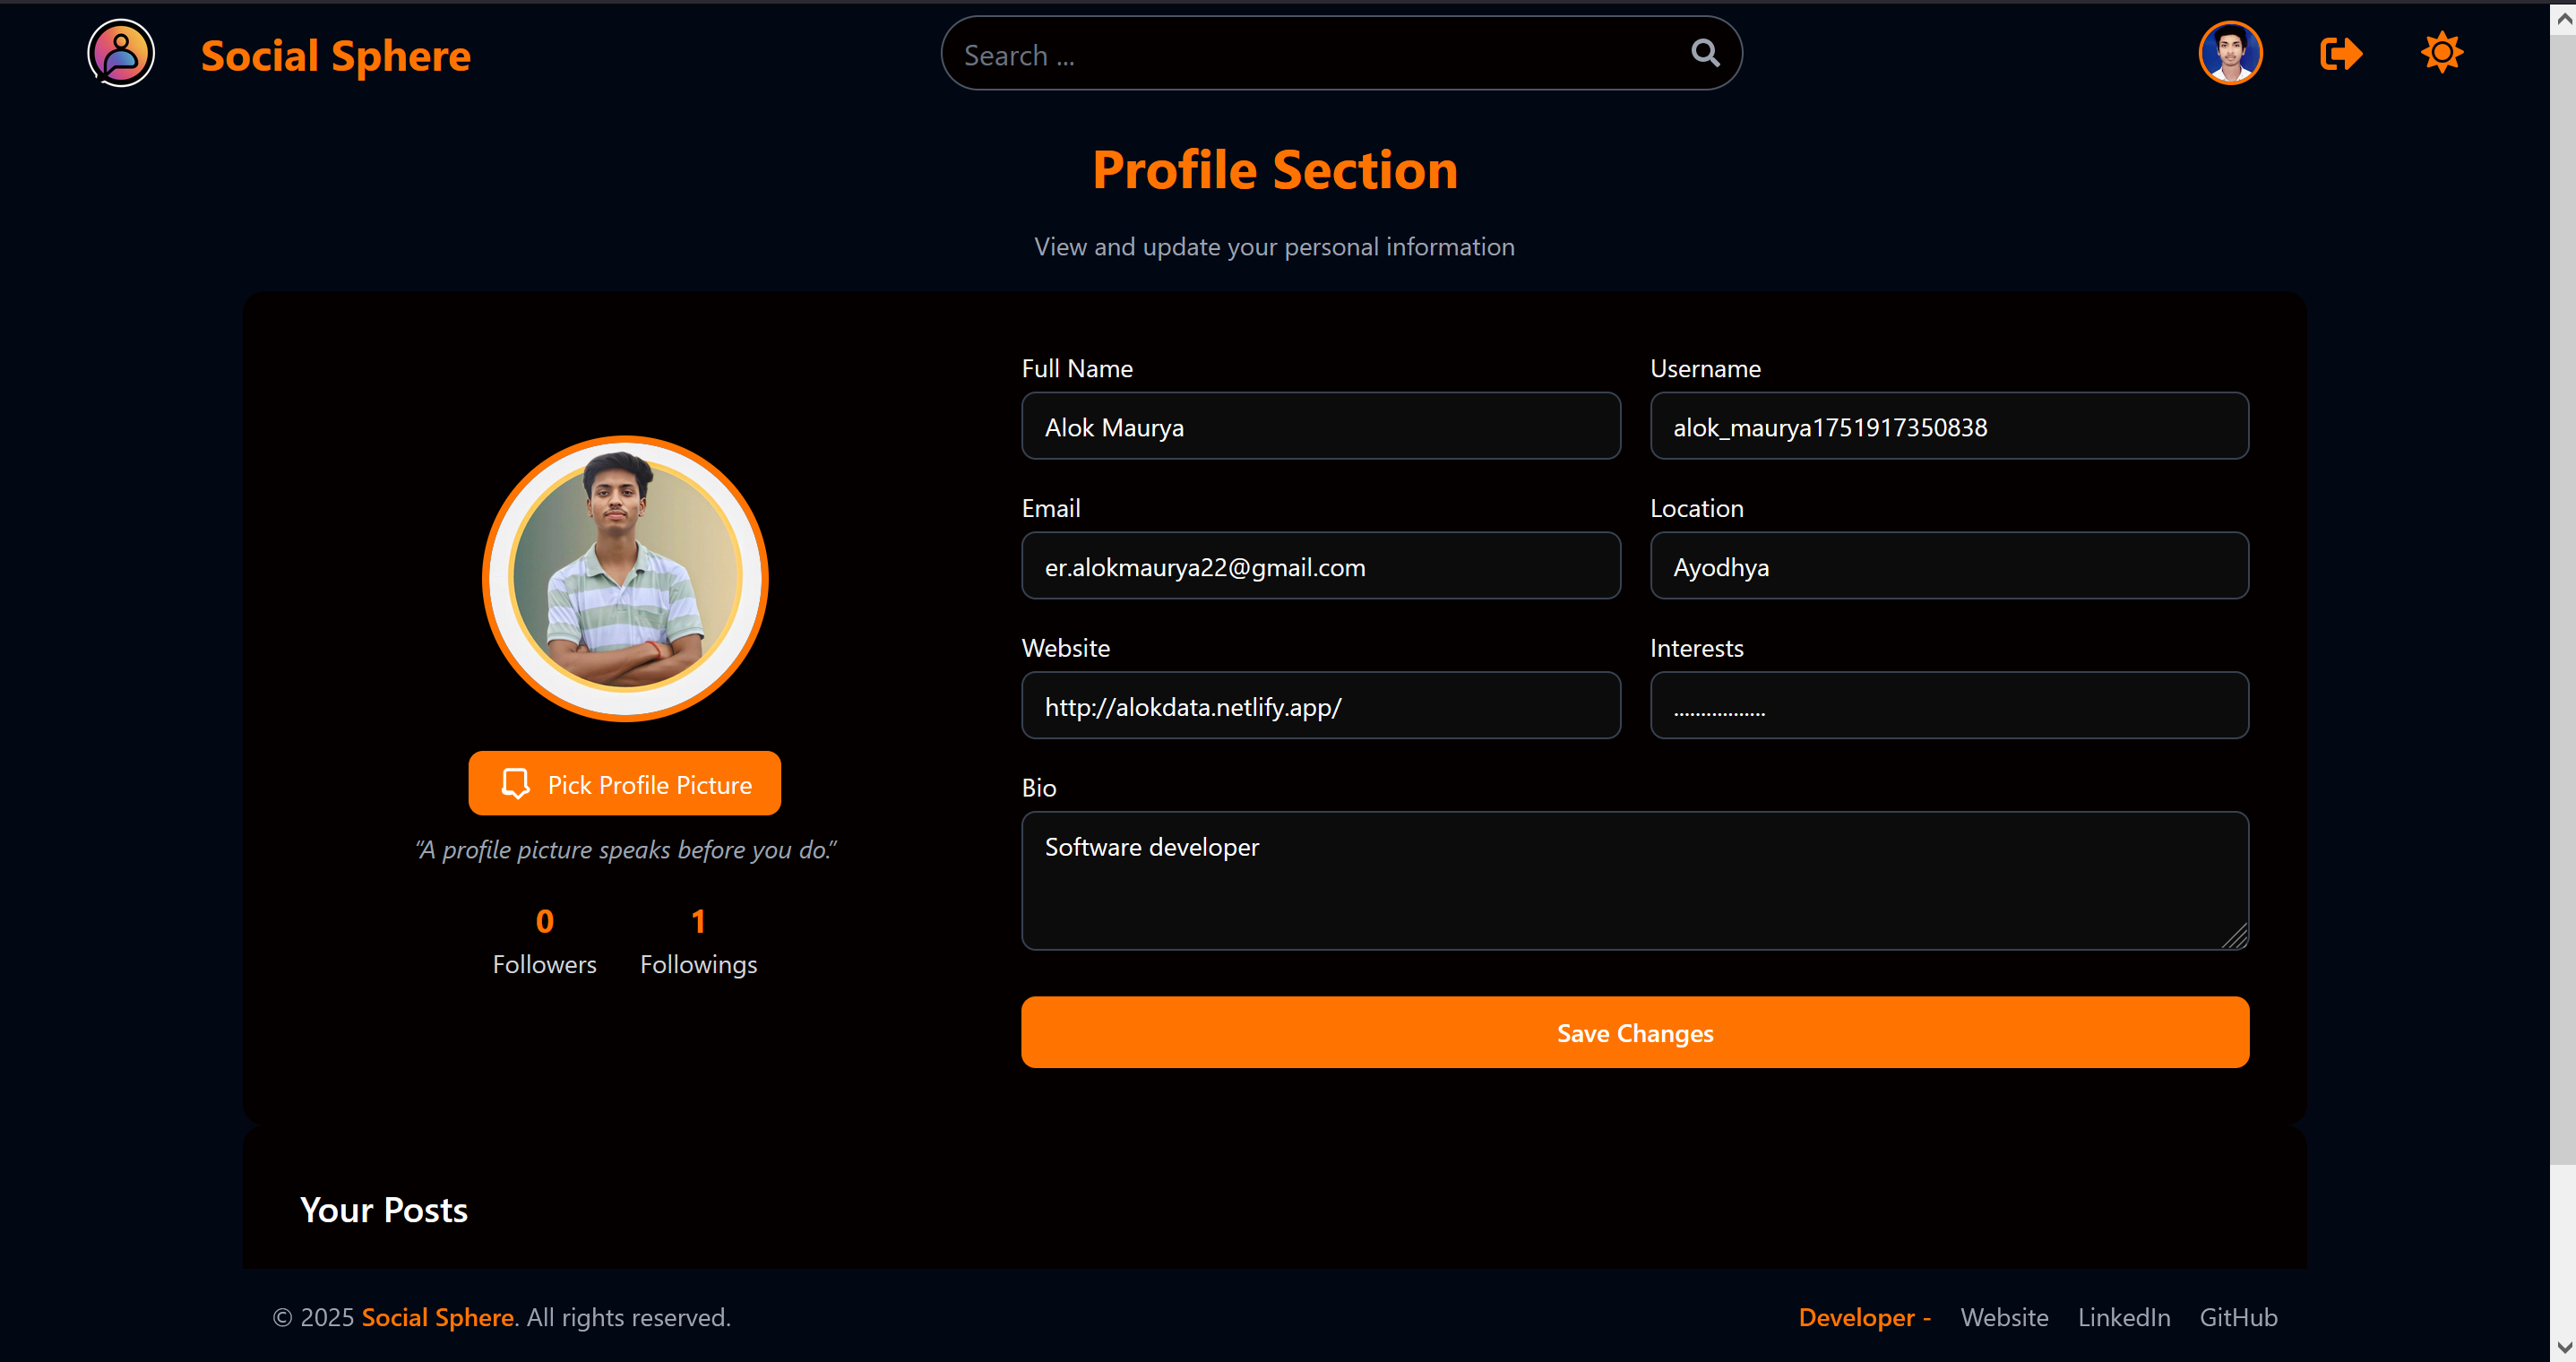 Social Sphere
Search ...
Profile Section
View and update your personal information
Full Name
Username
Alok Maurya
alok_maurya1751917350838
Email
Location
er.alokmaurya22@gmail.com
Ayodhya
Website
Interests
http://alokdata.netlify.app/
.................
Bio
Software developer
Pick Profile Picture
“A profile picture speaks before you do.”
0
1
Followers
Followings
Save Changes
Your Posts
© 2025 Social Sphere. All rights reserved.
Developer - Website LinkedIn GitHub